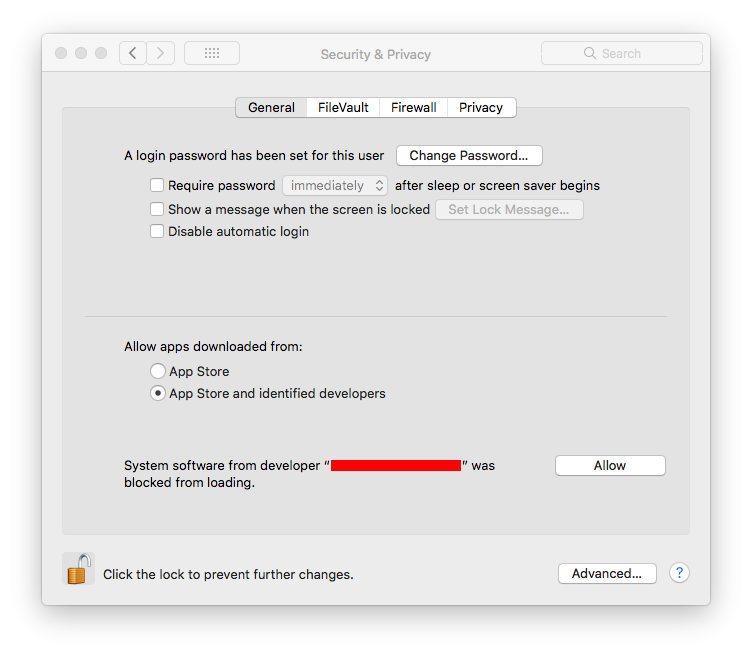 Security & Privacy
Search
General
FileVault
Firewall
Privacy
A login password has been set for this user
Change Password...
Require password
immediately
after sleep or screen saver begins
Show a message when the screen is locked
Set Lock Message...
Disable automatic login
Allow apps downloaded from:
App Store
App Store and identified developers
System software from developer “ ” was
blocked from loading.
Allow
Click the lock to prevent further changes.
Advanced...
?